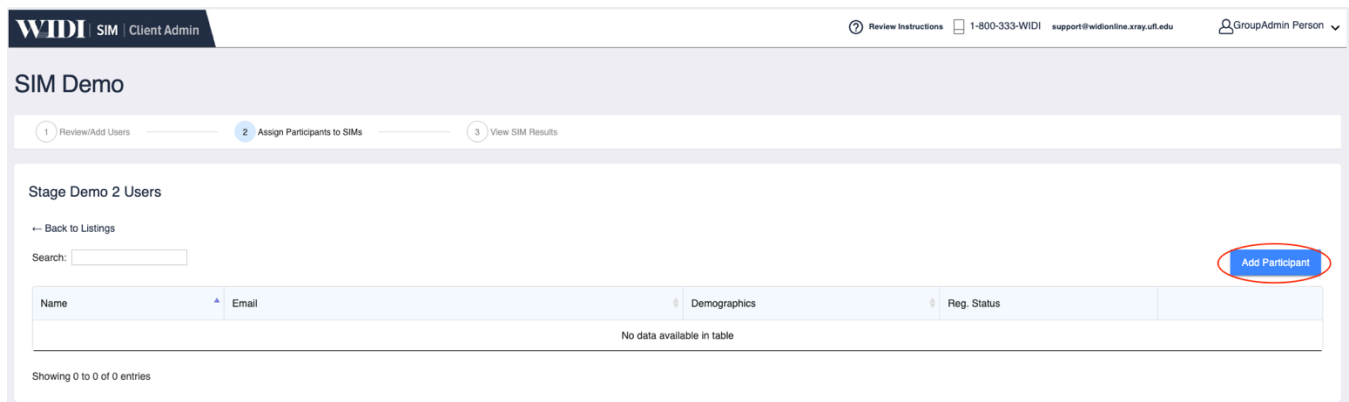 WIDI | SIM | Client Admin
? Review Instructions 1-800-333-WIDI support@widionline.xray.ufl.edu GroupAdmin Person
SIM Demo
1 Review/Add Users 2 Assign Participants to SIMs 3 View SIM Results
Stage Demo 2 Users
← Back to Listings
Search:
Add Participant
Name Email Demographics Reg. Status
No data available in table
Showing 0 to 0 of 0 entries